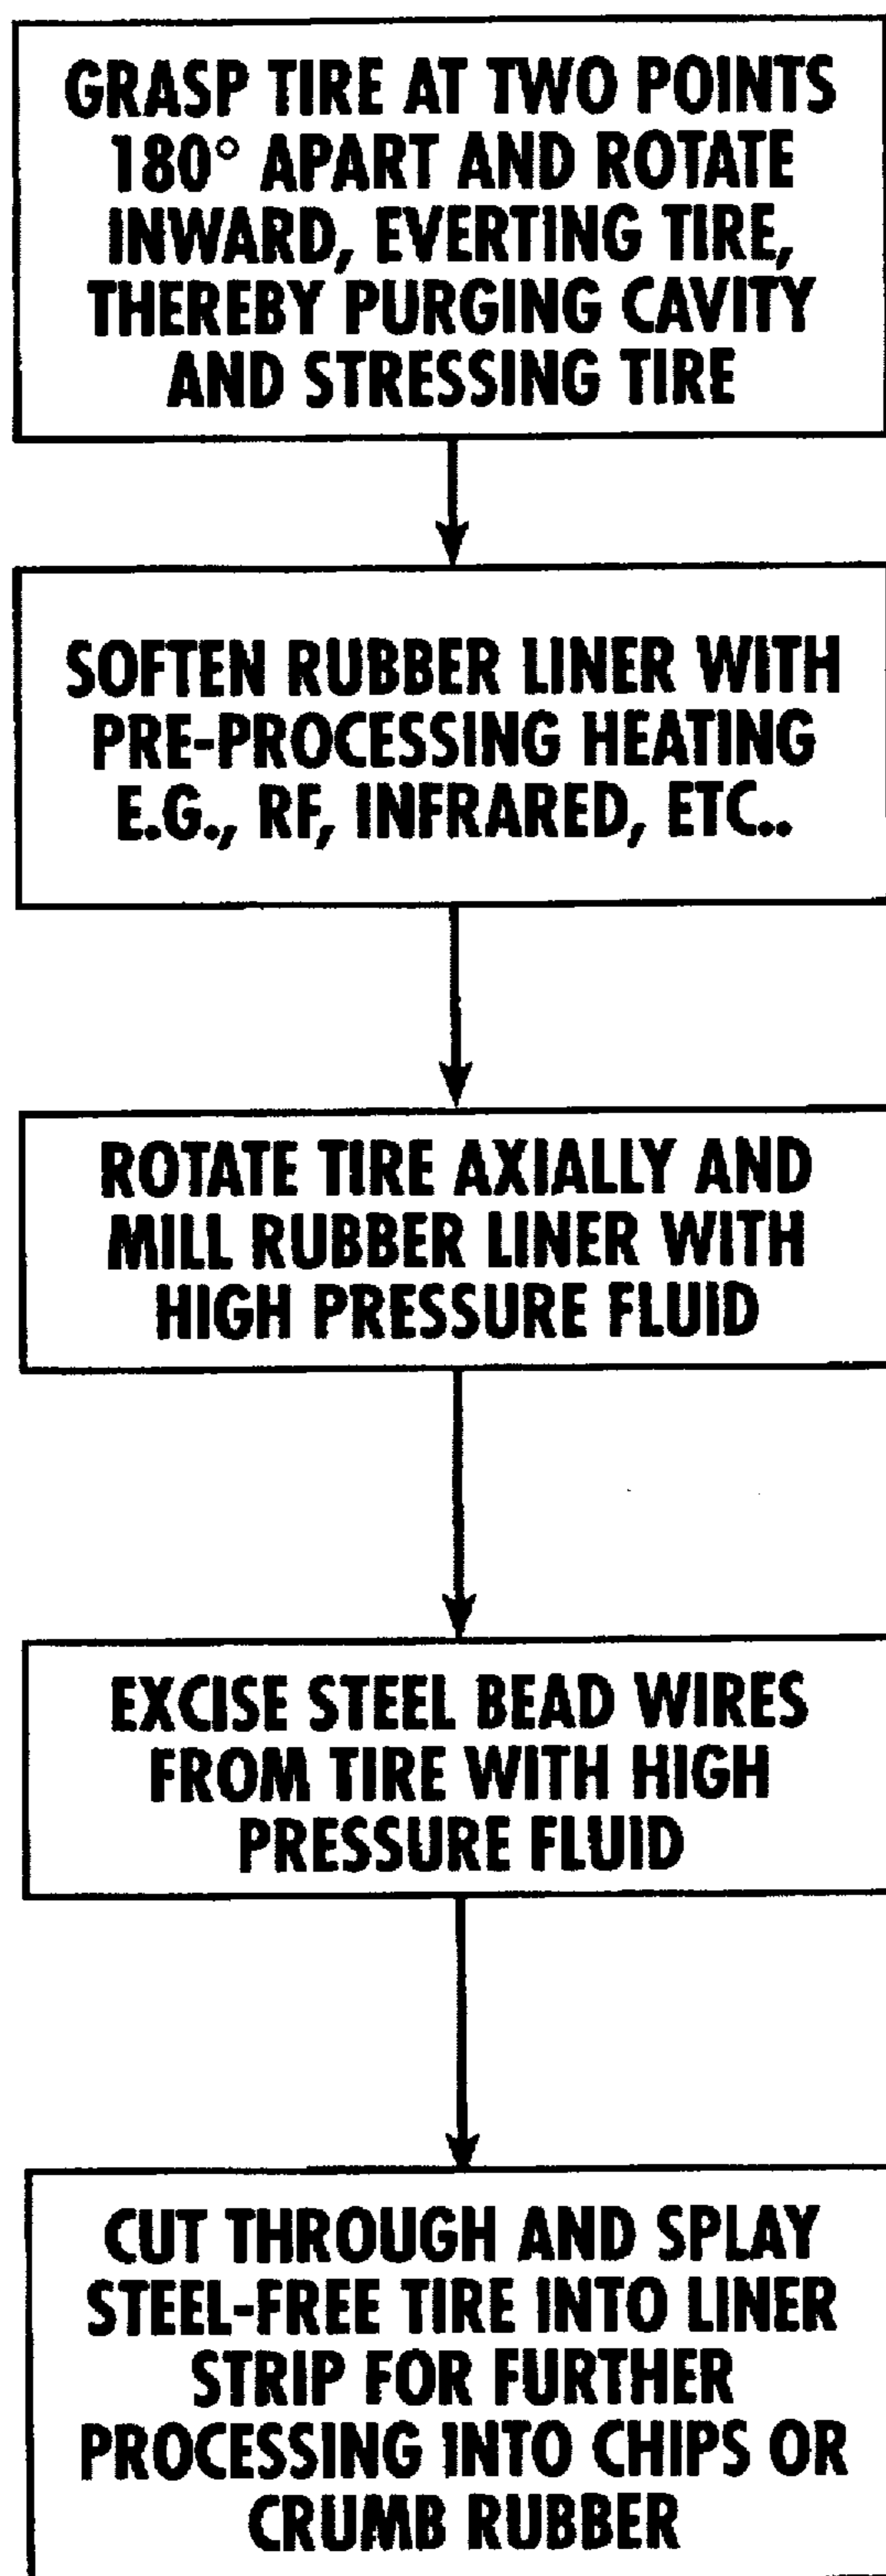 GRASP TIRE AT TWO POINTS
180° APART AND ROTATE
INWARD, EVERTING TIRE,
THEREBY PURGING CAVITY
AND STRESSING TIRE
SOFTEN RUBBER LINER WITH
PRE-PROCESSING HEATING
E.G., RF, INFRARED, ETC..
ROTATE TIRE AXIALLY AND
MILL RUBBER LINER WITH
HIGH PRESSURE FLUID
EXCISE STEEL BEAD WIRES
FROM TIRE WITH HIGH
PRESSURE FLUID
CUT THROUGH AND SPLAY
STEEL-FREE TIRE INTO LINER
STRIP FOR FURTHER
PROCESSING INTO CHIPS OR
CRUMB RUBBER